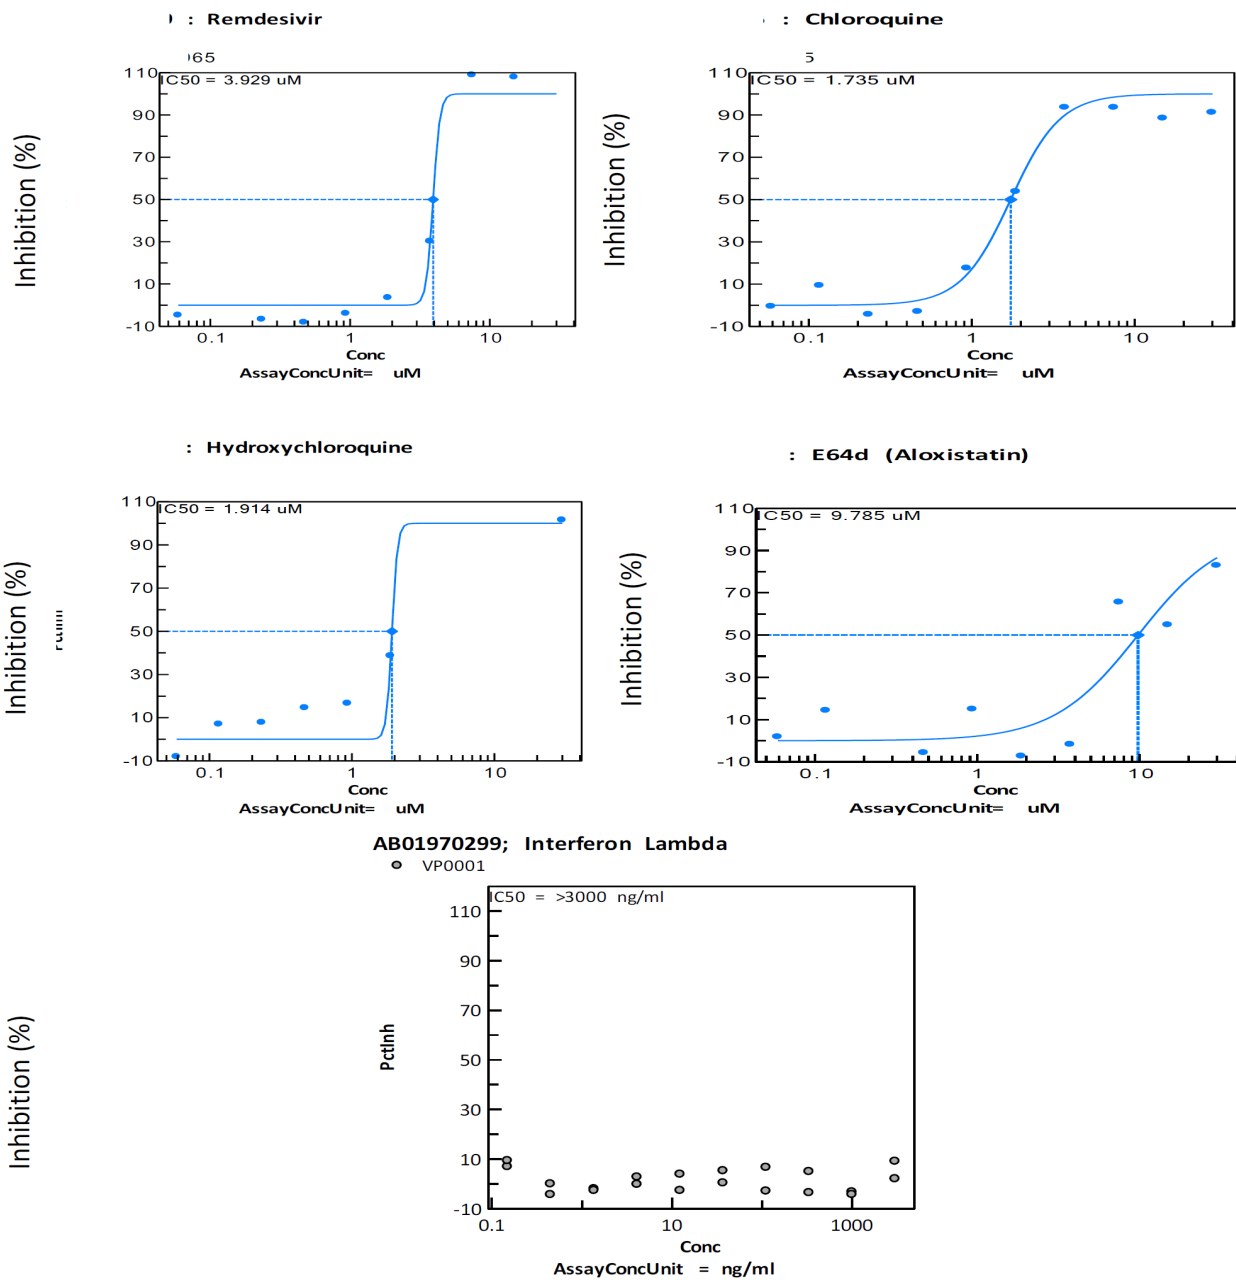 : Remdesivir
065
IC50 = 3.929 uM
Inhibition (%)
110
90
70
50
30
10
-10
0.1 1 10
Conc
AssayConcUnit= uM
: Chloroquine
5
IC50 = 1.735 uM
Inhibition (%)
110
90
70
50
30
10
-10
0.1 1 10
Conc
AssayConcUnit= uM
: Hydroxychloroquine
IC50 = 1.914 uM
Inhibition (%)
110
90
70
50
30
10
-10
0.1 1 10
Conc
AssayConcUnit= uM
: E64d (Aloxistatin)
IC50 = 9.785 uM
Inhibition (%)
110
90
70
50
30
10
-10
0.1 1 10
Conc
AssayConcUnit= uM
AB01970299; Interferon Lambda
VP0001
IC50 = >3000 ng/ml
Inhibition (%)
PctInh
110
90
70
50
30
10
-10
0.1 10 1000
Conc
AssayConcUnit = ng/ml